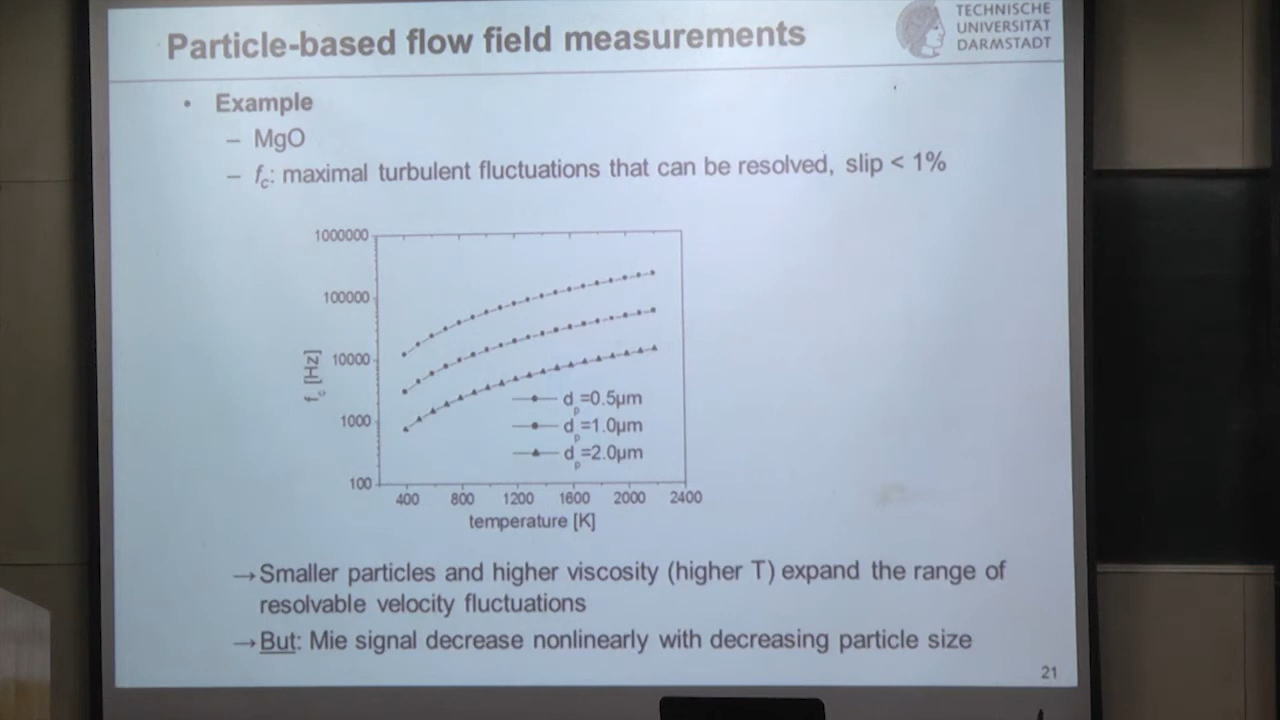 Particle-based flow field measurements
TECHNISCHE
UNIVERSITÄT
DARMSTADT
• Example
– MgO
– fc: maximal turbulent fluctuations that can be resolved, slip < 1%
1000000
100000
10000
1000
100
fc [Hz]
dp=0.5µm
dp=1.0µm
dp=2.0µm
400 800 1200 1600 2000 2400
temperature [K]
→Smaller particles and higher viscosity (higher T) expand the range of
resolvable velocity fluctuations
→But: Mie signal decrease nonlinearly with decreasing particle size
21